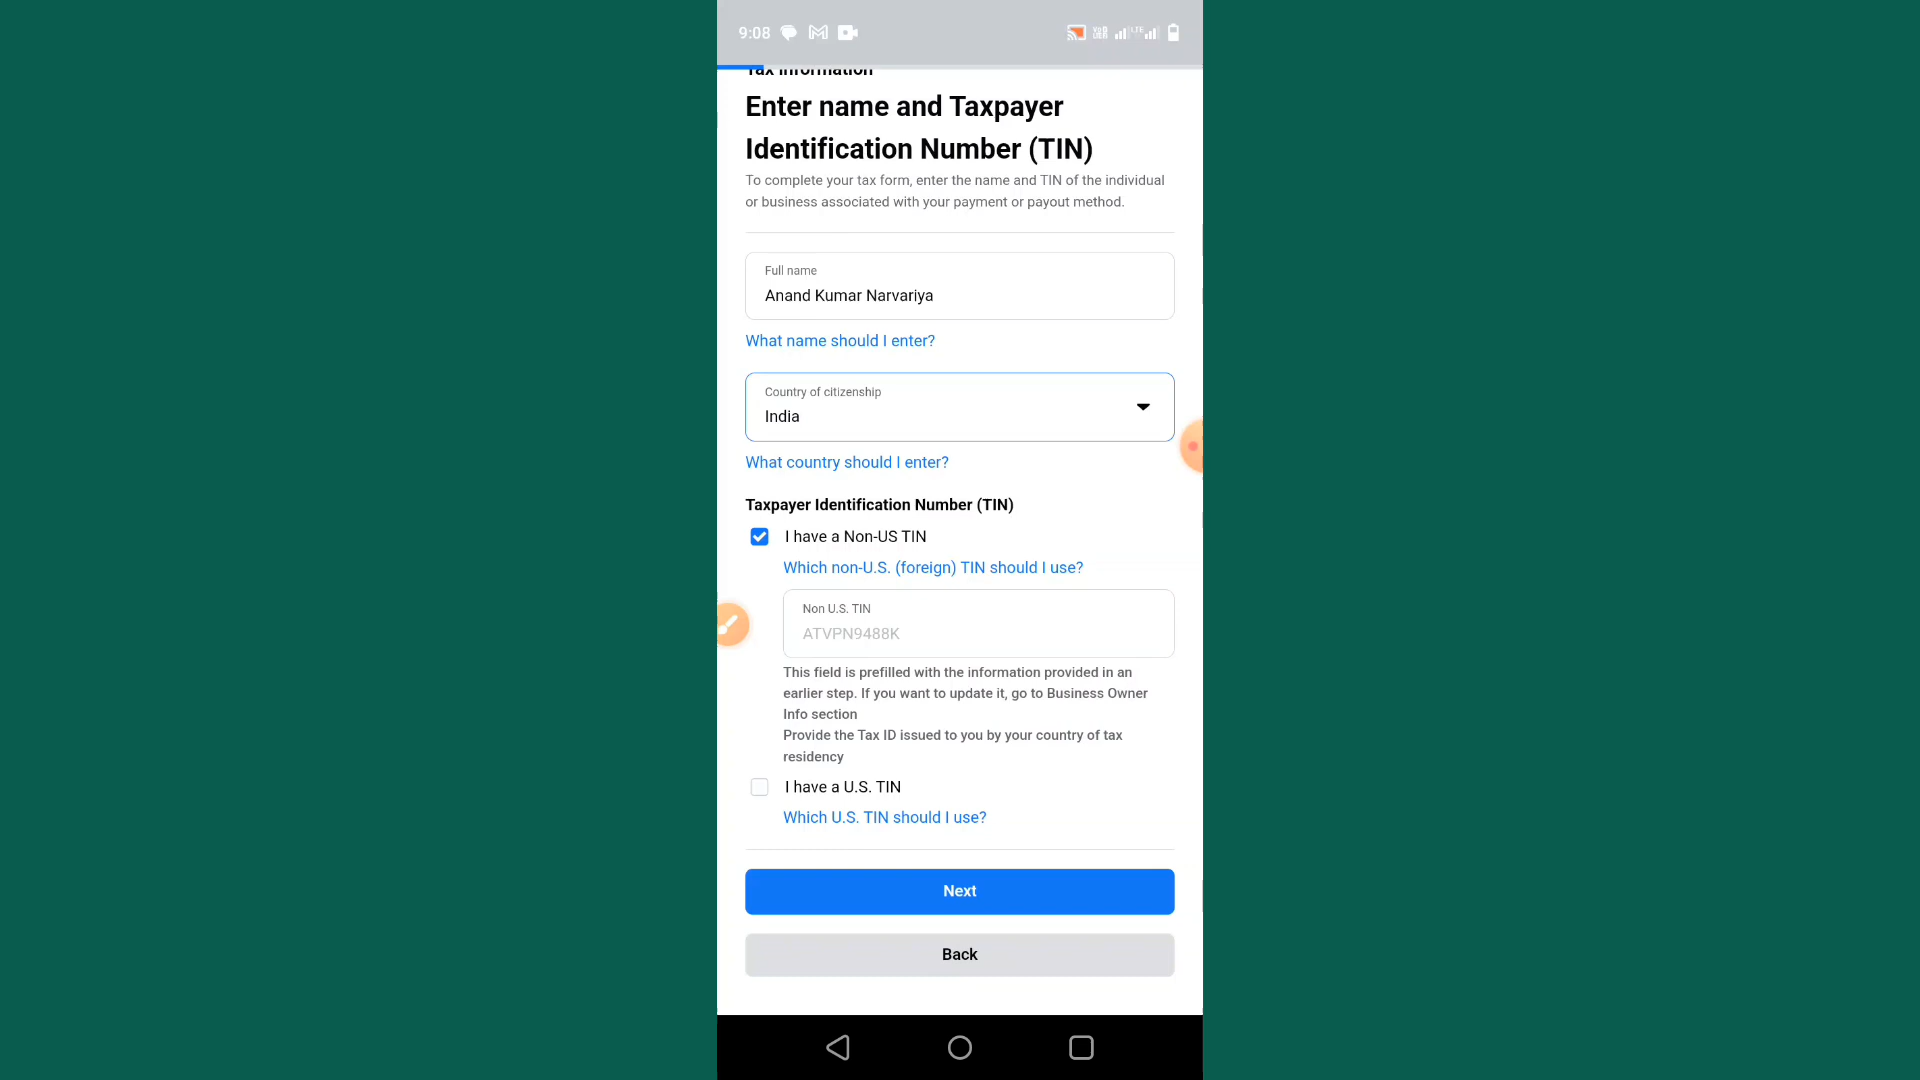 9:08
LTE
Tax information
Enter name and Taxpayer
Identification Number (TIN)
To complete your tax form, enter the name and TIN of the individual
or business associated with your payment or payout method.
Full name
Anand Kumar Narvariya
What name should I enter?
Country of citizenship
India
What country should I enter?
Taxpayer Identification Number (TIN)
I have a Non-US TIN
Which non-U.S. (foreign) TIN should I use?
Non U.S. TIN
ATVPN9488K
This field is prefilled with the information provided in an
earlier step. If you want to update it, go to Business Owner
Info section
Provide the Tax ID issued to you by your country of tax
residency
I have a U.S. TIN
Which U.S. TIN should I use?
Next
Back